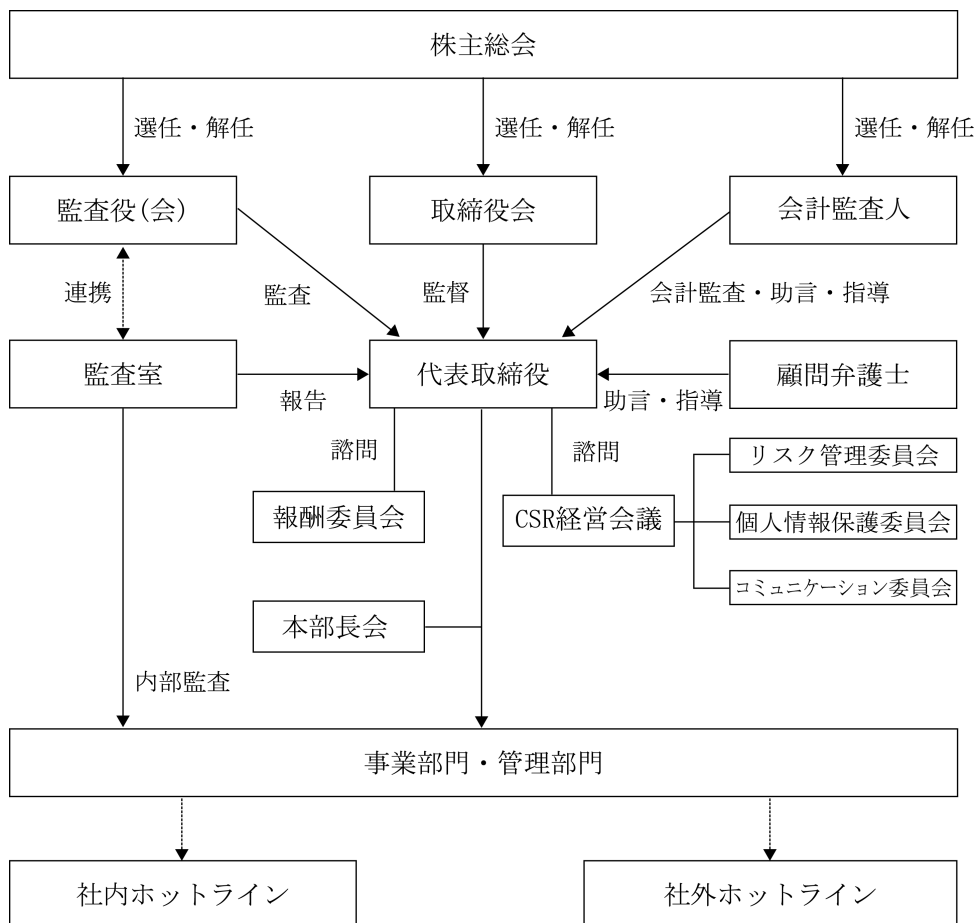 株主総会
選任・解任
選任・解任
選任・解任
監査役(会)
取締役会
会計監査人
連携
監査
監督
会計監査・助言・指導
監査室
代表取締役
顧問弁護士
報告
助言・指導
諮問
諮問
リスク管理委員会
報酬委員会
CSR経営会議
個人情報保護委員会
コミュニケーション委員会
本部長会
内部監査
事業部門・管理部門
社内ホットライン
社外ホットライン